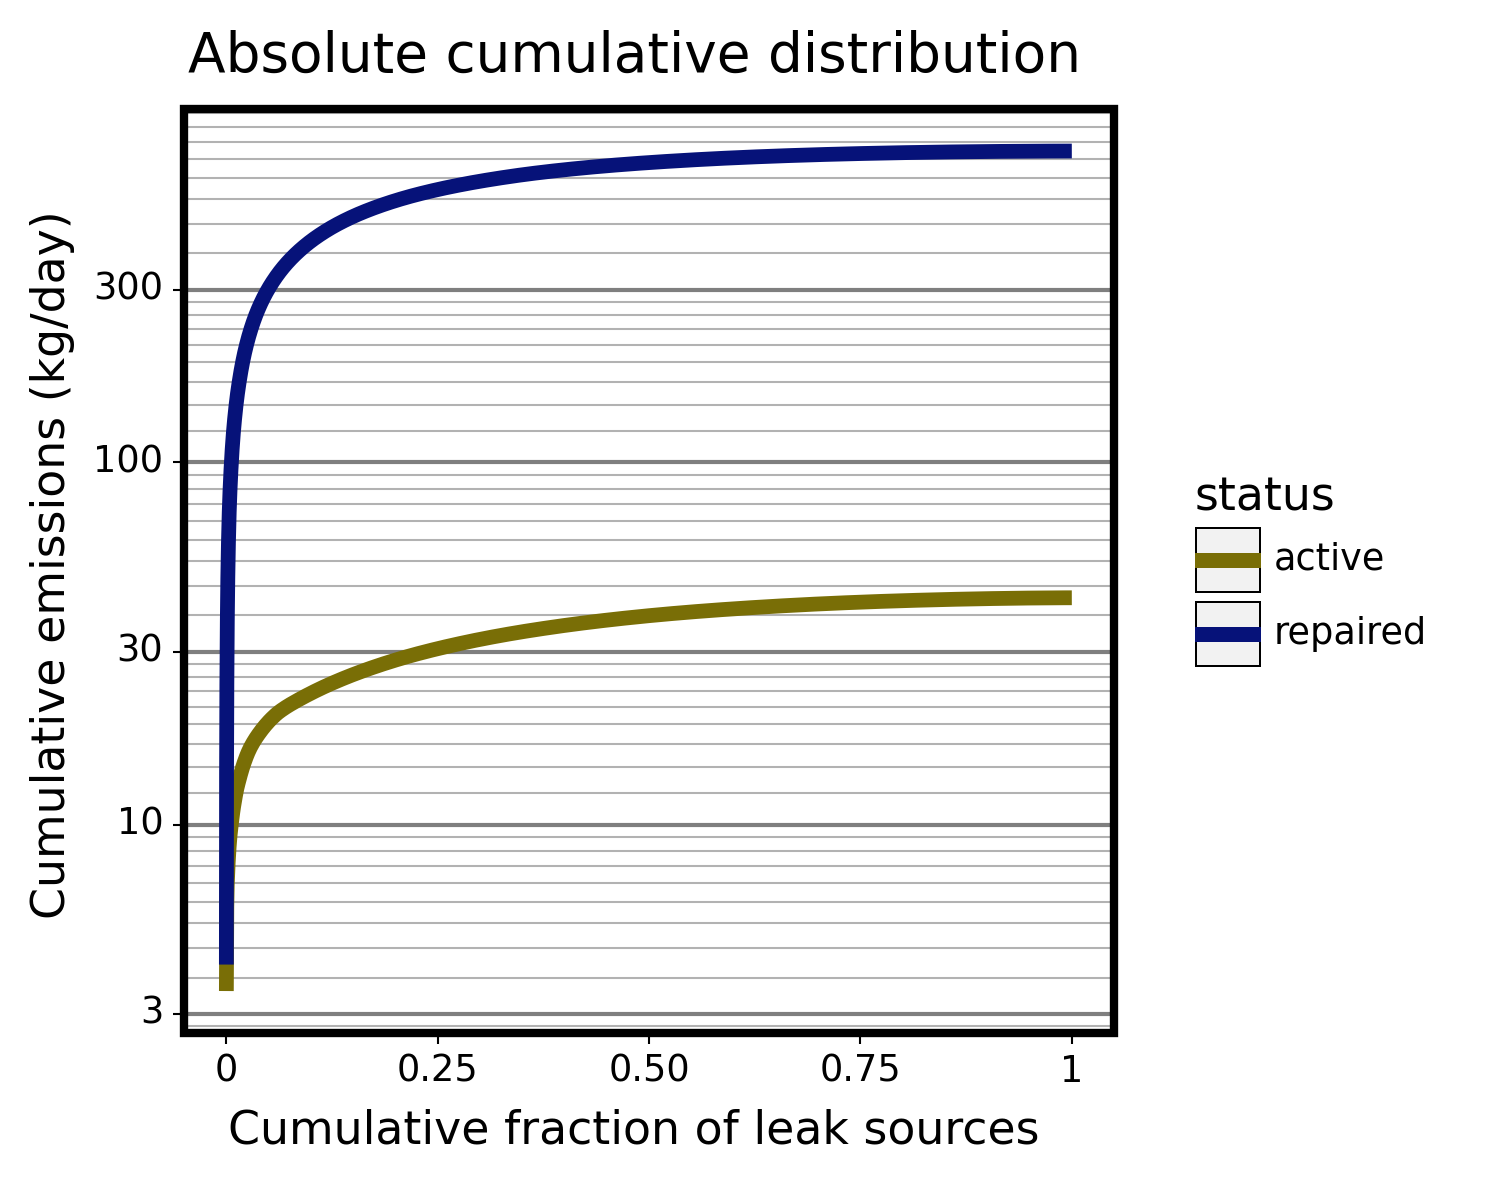 Absolute cumulative distribution
Cumulative emissions (kg/day)
300
100
30
10
3
0 0.25 0.50 0.75 1
Cumulative fraction of leak sources
status
active
repaired